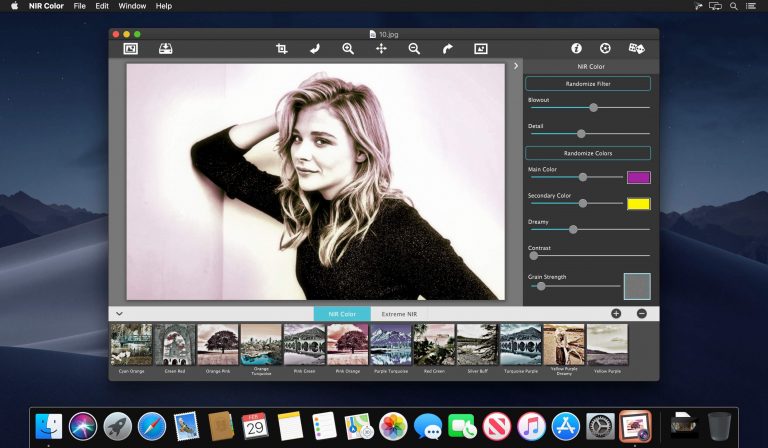 NIR Color File Edit Window Help
10.jpg
NIR Color
Randomize Filter
Blowout
Detail
Randomize Colors
Main Color
Secondary Color
Dreamy
Contrast
Grain Strength
NIR Color Extreme NIR
Cyan Orange Green Red Orange Pink Orange Turquoise Pink Green Pink Orange Purple Turquoise Red Green Silver Buff Turquoise Purple Yellow Purple Dreamy Yellow Purple
FEB
29